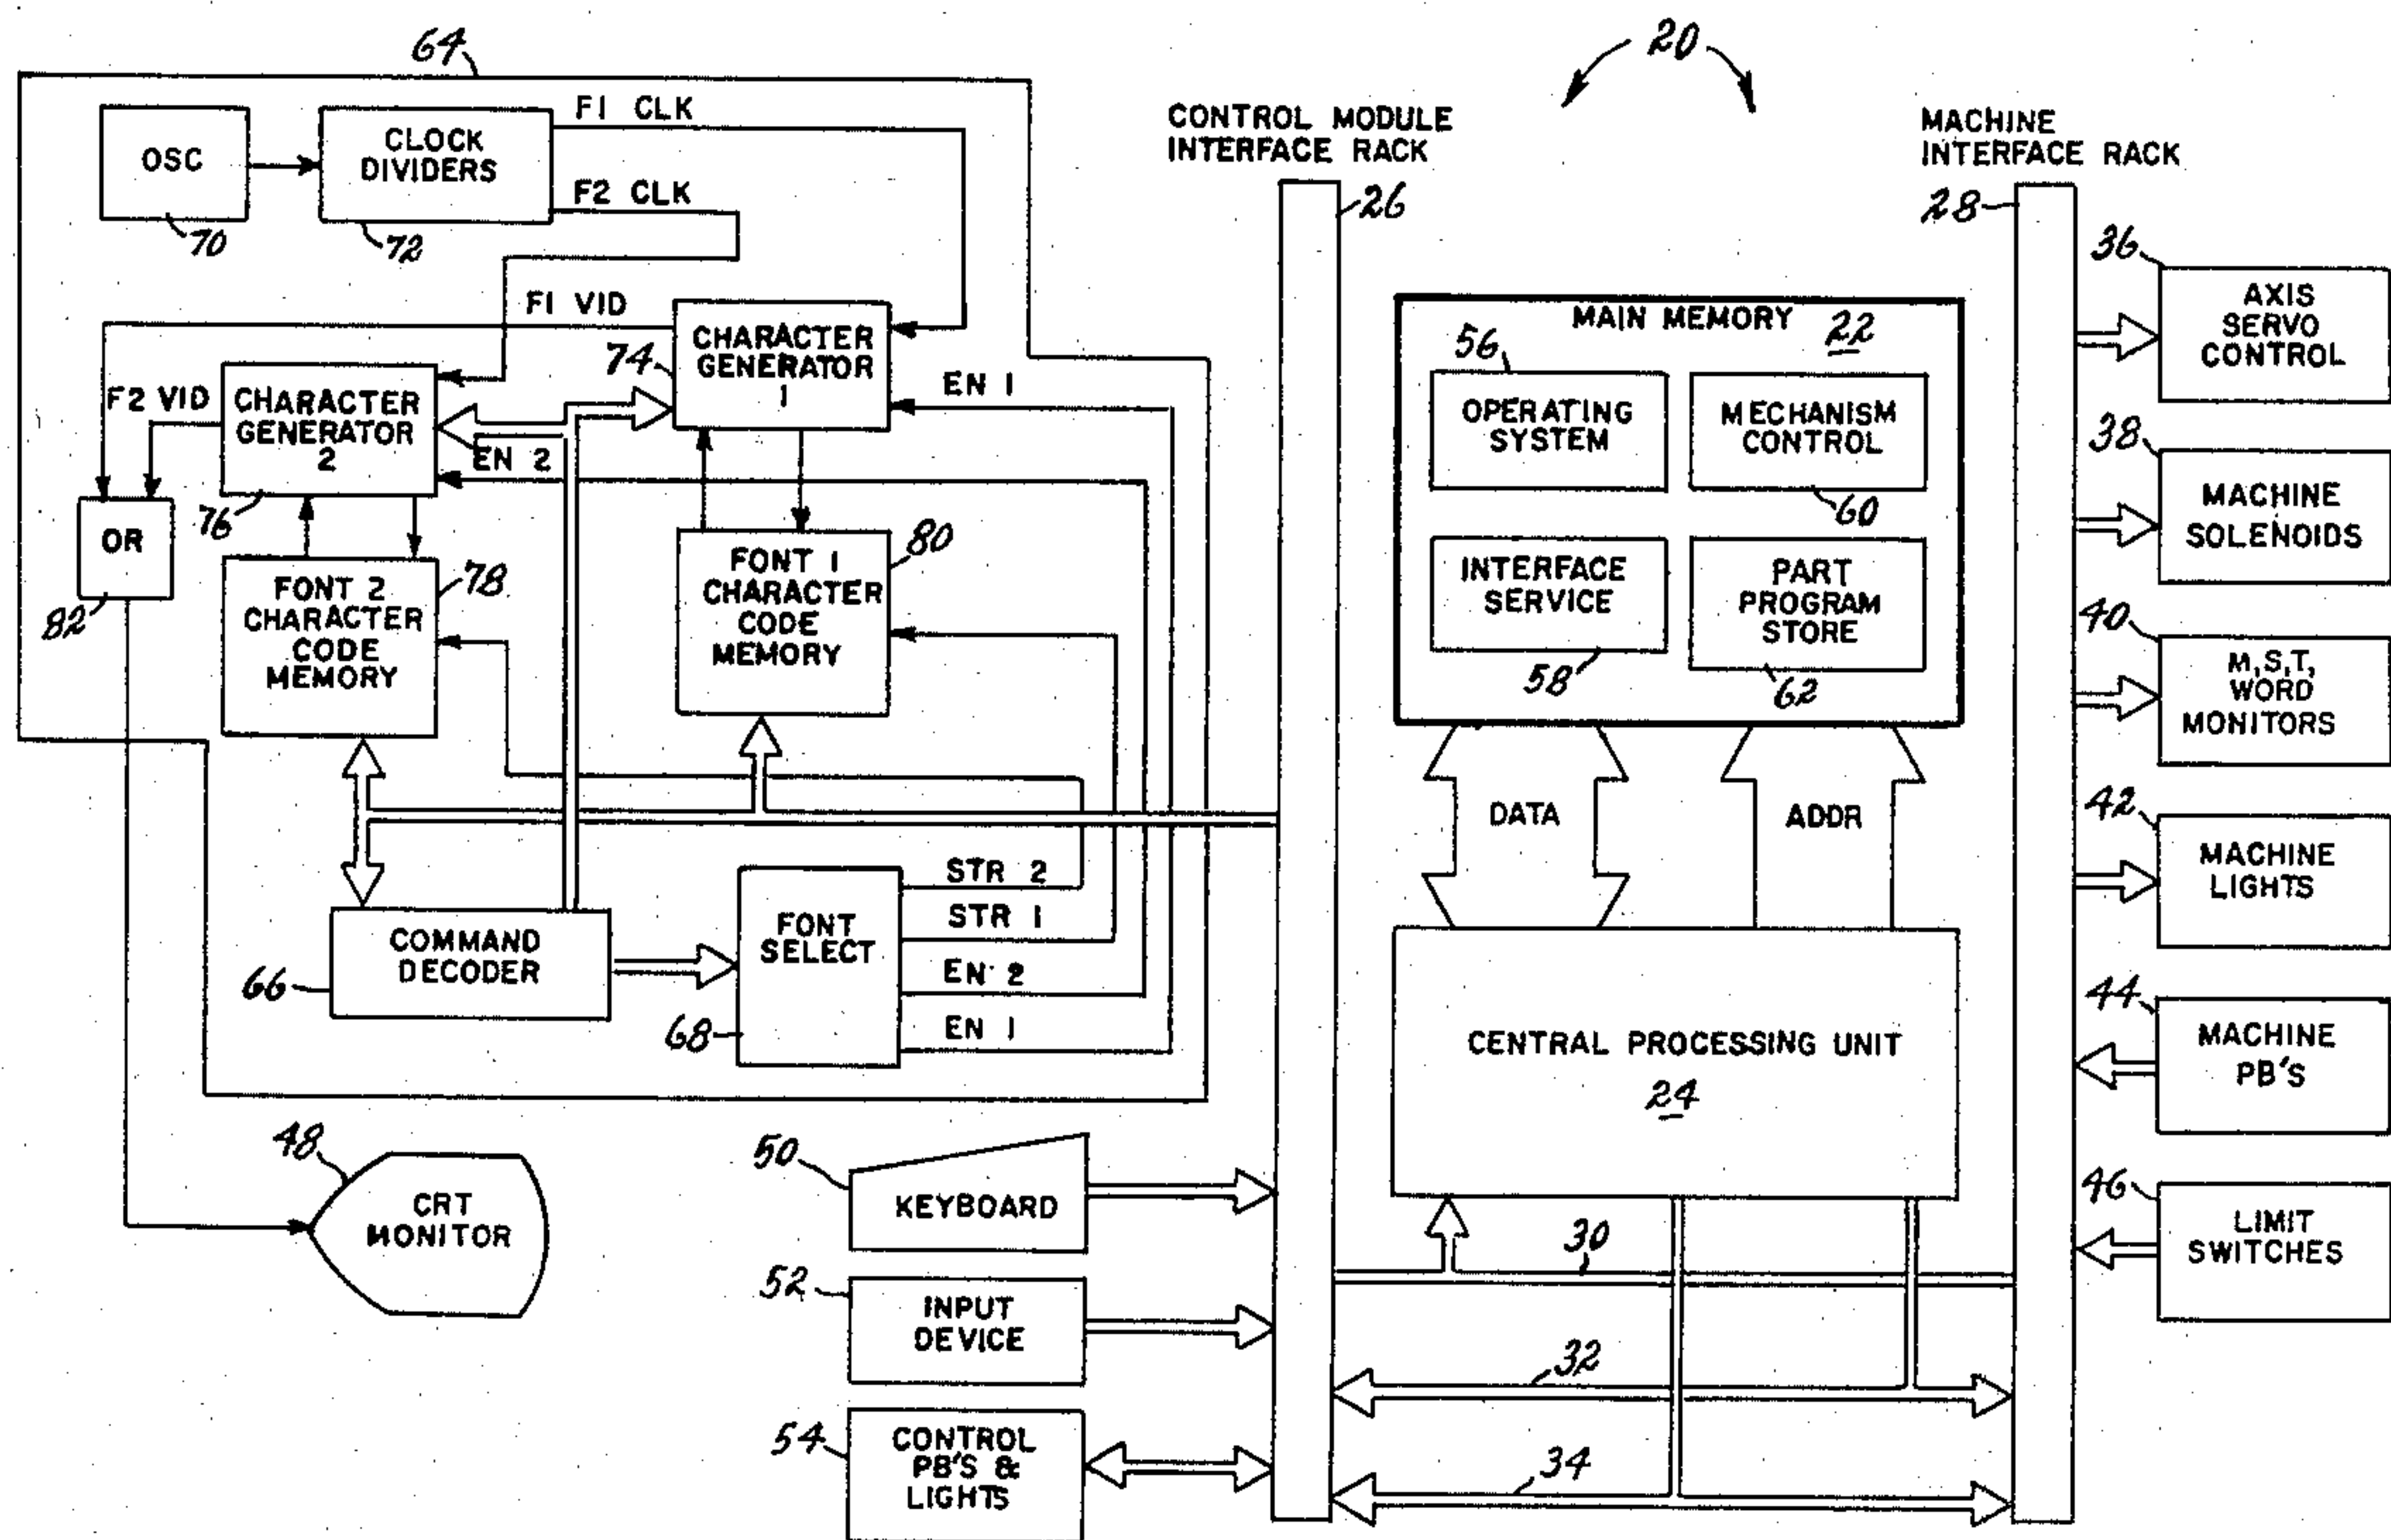 64
20
CONTROL MODULE
INTERFACE RACK
MACHINE
INTERFACE RACK
OSC
70
CLOCK
DIVIDERS
72
F1 CLK
F2 CLK
26
28
F1 VID
CHARACTER
GENERATOR
1
74
EN 1
F2 VID
CHARACTER
GENERATOR
2
76
EN 2
OR
82
FONT 2
CHARACTER
CODE
MEMORY
78
FONT 1
CHARACTER
CODE
MEMORY
80
COMMAND
DECODER
66
FONT
SELECT
68
STR 2
STR 1
EN 2
EN 1
CRT
MONITOR
48
50
KEYBOARD
52
INPUT
DEVICE
54
CONTROL
PB'S &
LIGHTS
MAIN MEMORY
22
56
OPERATING
SYSTEM
MECHANISM
CONTROL
60
INTERFACE
SERVICE
58
PART
PROGRAM
STORE
62
DATA
ADDR
CENTRAL PROCESSING UNIT
24
30
32
34
36
AXIS
SERVO
CONTROL
38
MACHINE
SOLENOIDS
40
M,S,T,
WORD
MONITORS
42
MACHINE
LIGHTS
44
MACHINE
PB'S
46
LIMIT
SWITCHES